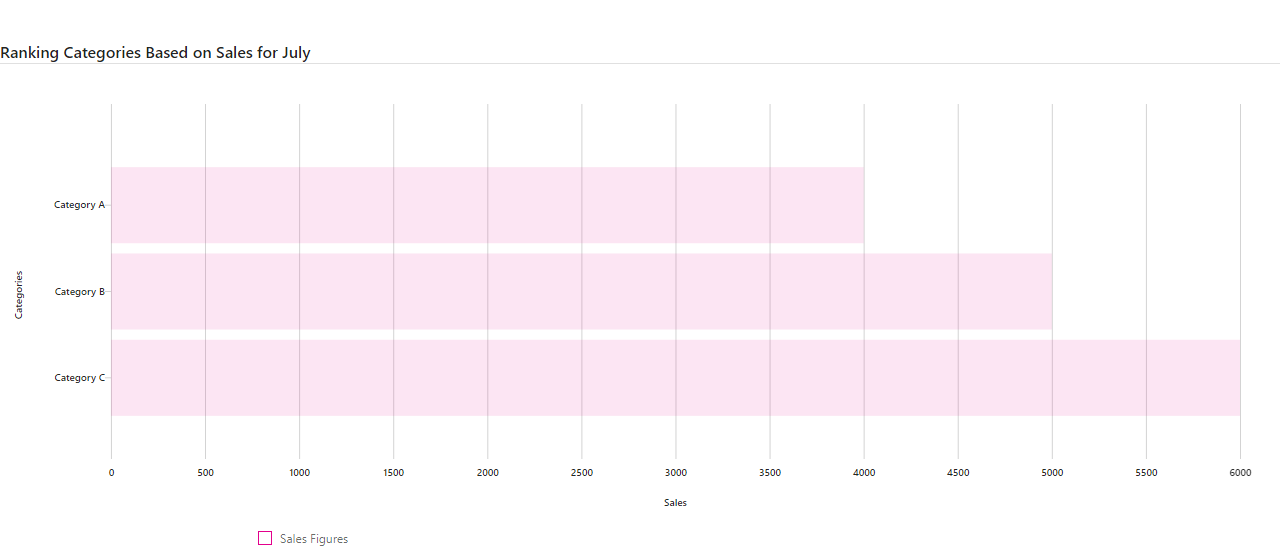 Ranking Categories Based on Sales for July
Categories
Category A
Category B
Category C
0 500 1000 1500 2000 2500 3000 3500 4000 4500 5000 5500 6000
Sales
Sales Figures